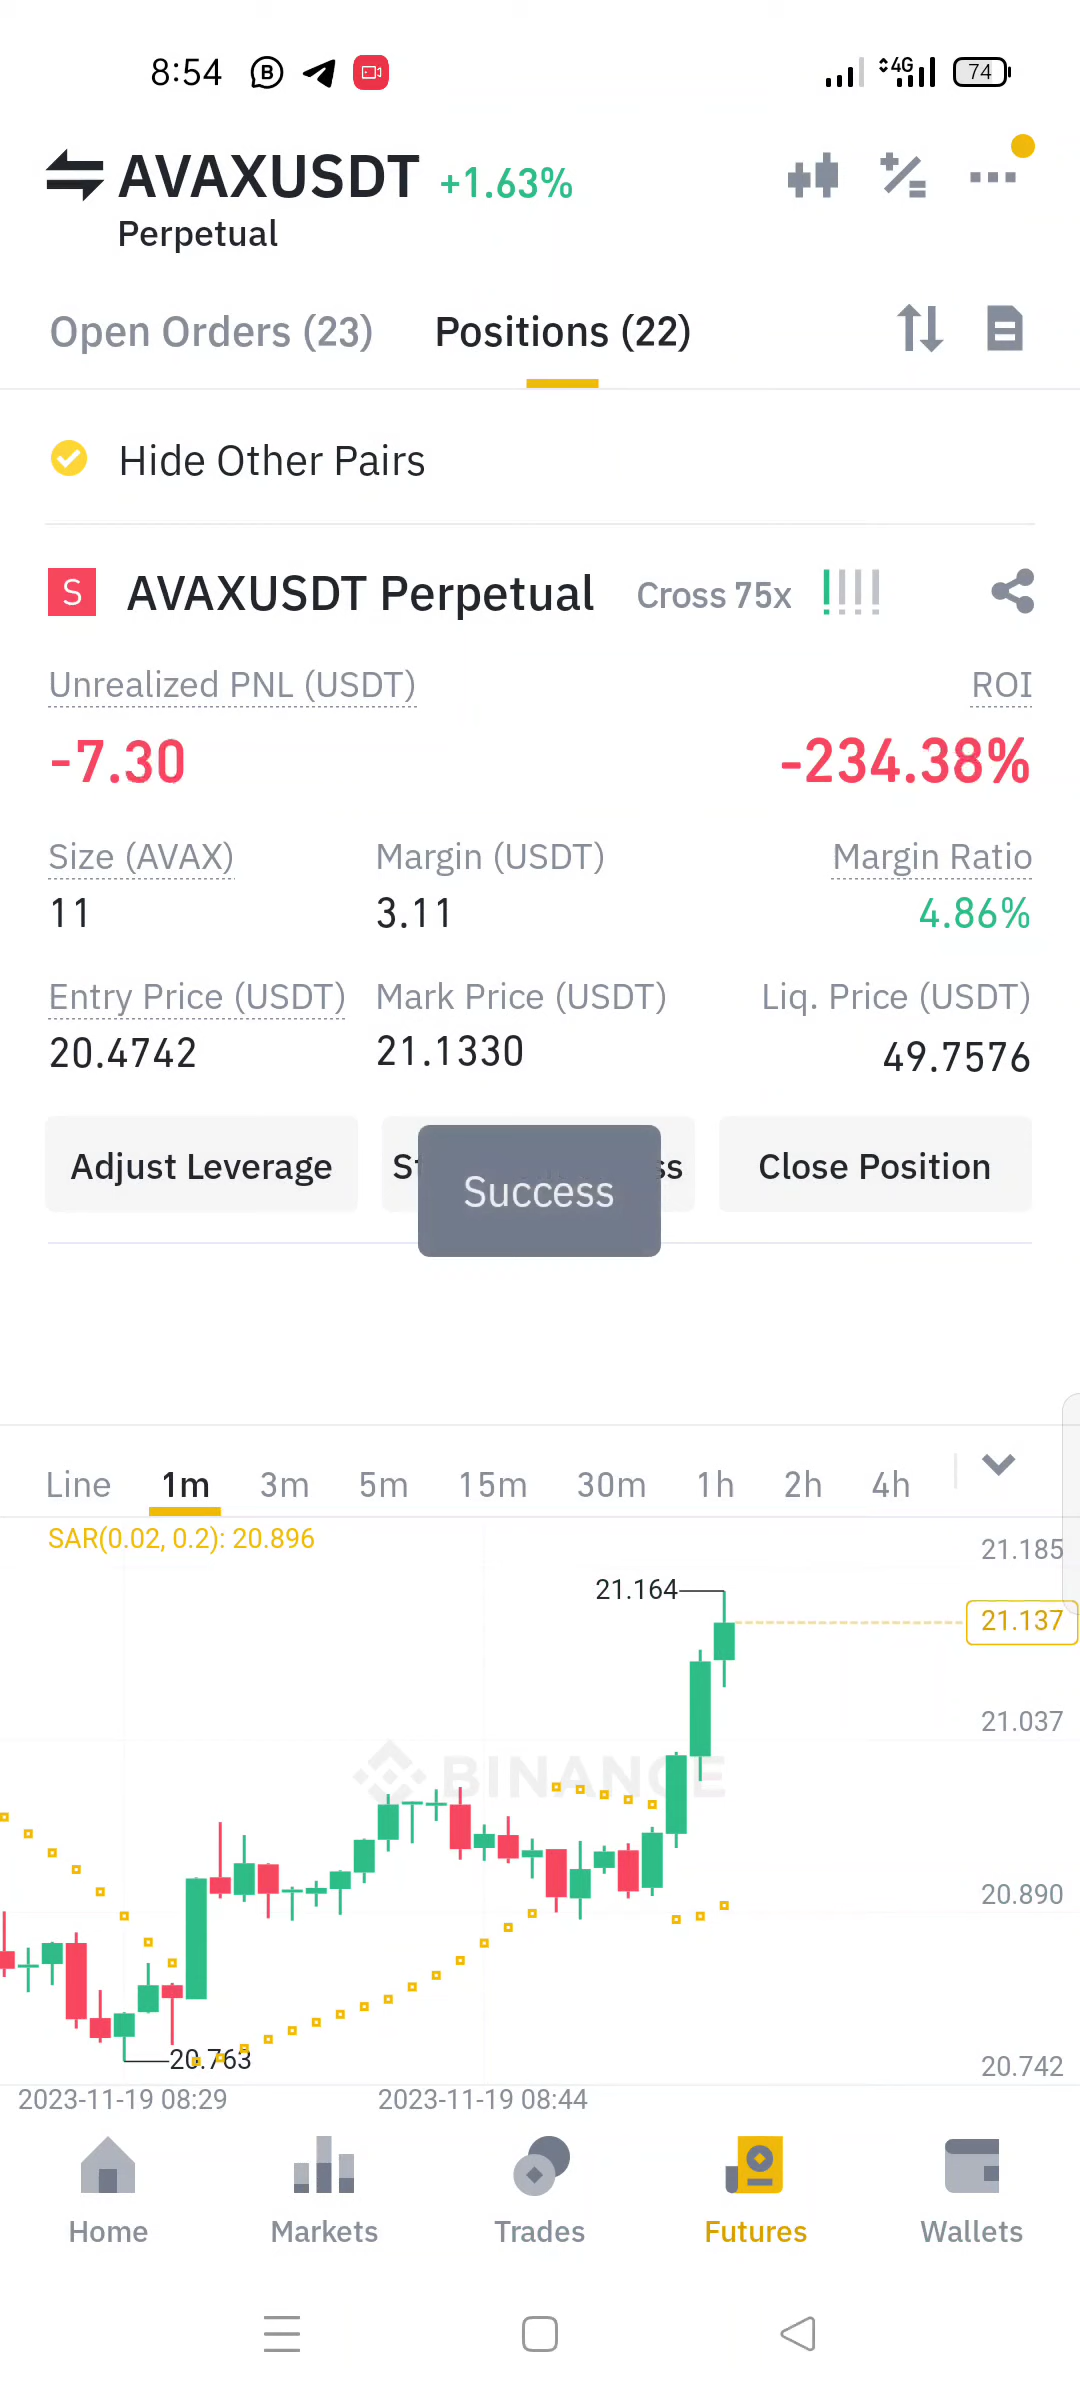 8:54
4G
74
AVAXUSDT +1.63%
Perpetual
Open Orders (23) Positions (22)
Hide Other Pairs
S AVAXUSDT Perpetual Cross 75x
Unrealized PNL (USDT) ROI
-7.30 -234.38%
Size (AVAX) Margin (USDT) Margin Ratio
11 3.11 4.86%
Entry Price (USDT) Mark Price (USDT) Liq. Price (USDT)
20.4742 21.1330 49.7576
Adjust Leverage Close Position
Success
Line 1m 3m 5m 15m 30m 1h 2h 4h
SAR(0.02, 0.2): 20.896
21.185
21.164
21.137
21.037
BINANCE
20.890
20.763
20.742
2023-11-19 08:29 2023-11-19 08:44
Home Markets Trades Futures Wallets